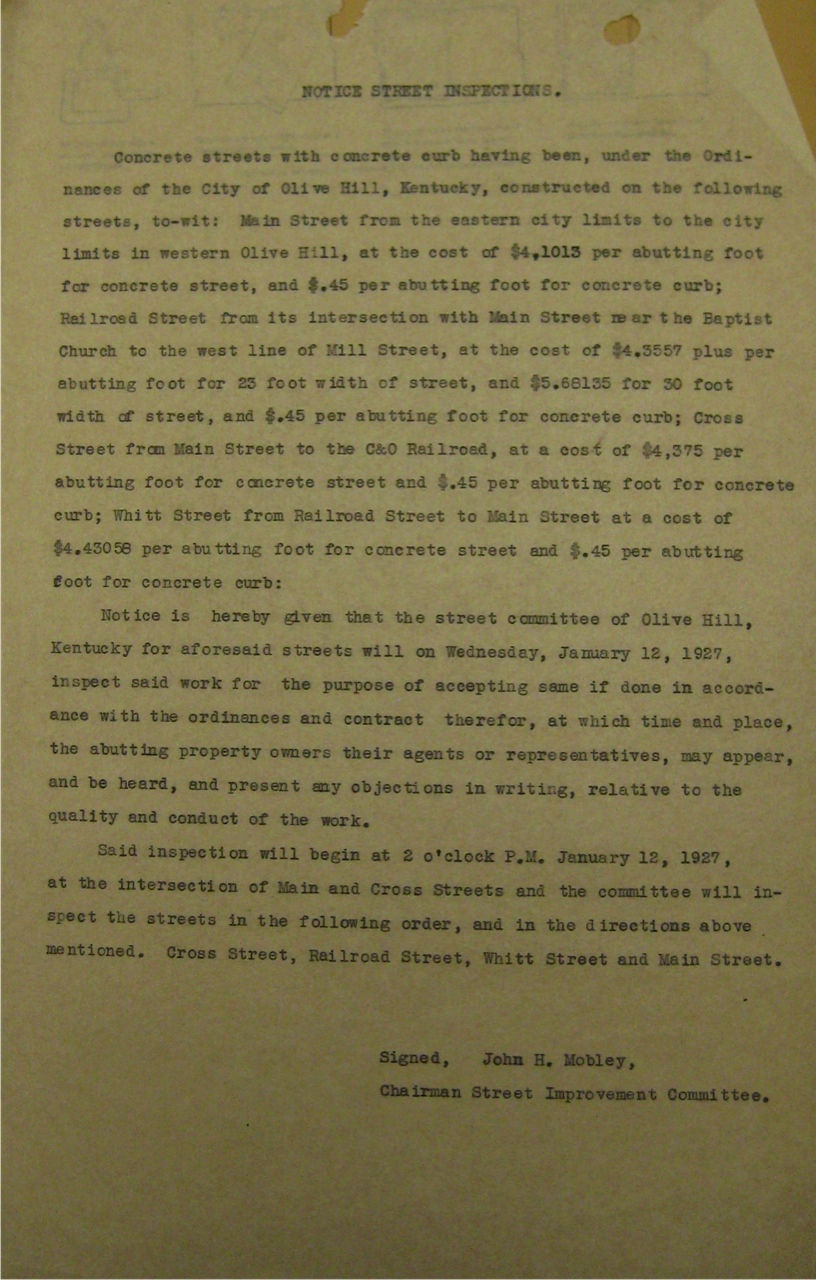 NOTICE STREET INSPECTIONS.
Concrete streets with concrete curb having been, under the Ordi-
nances of the City of Olive Hill, Kentucky, constructed on the following
streets, to-wit: Main Street from the eastern city limits to the city
limits in western Olive Hill, at the cost of $4,1013 per abutting foot
for concrete street, and $.45 per abutting foot for concrete curb;
Railroad Street from its intersection with Main Street near the Baptist
Church to the west line of Mill Street, at the cost of $4.3557 plus per
abutting foot for 23 foot width of street, and $5.68135 for 30 foot
width of street, and $.45 per abutting foot for concrete curb; Cross
Street from Main Street to the C&O Railroad, at a cost of $4,375 per
abutting foot for concrete street and $.45 per abutting foot for concrete
curb; Whitt Street from Railroad Street to Main Street at a cost of
$4.43058 per abutting foot for concrete street and $.45 per abutting
foot for concrete curb:
Notice is hereby given that the street committee of Olive Hill,
Kentucky for aforesaid streets will on Wednesday, January 12, 1927,
inspect said work for the purpose of accepting same if done in accord-
ance with the ordinances and contract therefor, at which time and place,
the abutting property owners their agents or representatives, may appear,
and be heard, and present any objections in writing, relative to the
quality and conduct of the work.
Said inspection will begin at 2 o'clock P.M. January 12, 1927,
at the intersection of Main and Cross Streets and the committee will in-
spect the streets in the following order, and in the directions above
mentioned. Cross Street, Railroad Street, Whitt Street and Main Street.
Signed, John H. Mobley,
Chairman Street Improvement Committee.